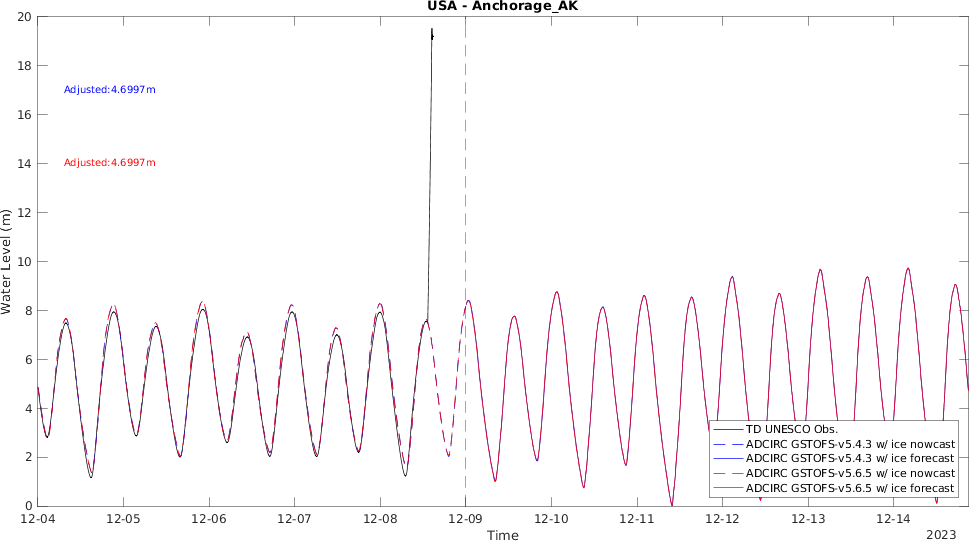 USA - Anchorage_AK
20
18
16
14
12
10
8
6
4
2
0
Water Level (m)
Adjusted:4.6997m
Adjusted:4.6997m
TD UNESCO Obs.
ADCIRC GSTOFS-v5.4.3 w/ ice nowcast
ADCIRC GSTOFS-v5.4.3 w/ ice forecast
ADCIRC GSTOFS-v5.6.5 w/ ice nowcast
ADCIRC GSTOFS-v5.6.5 w/ ice forecast
12-04 12-05 12-06 12-07 12-08 12-09 12-10 12-11 12-12 12-13 12-14
Time
2023